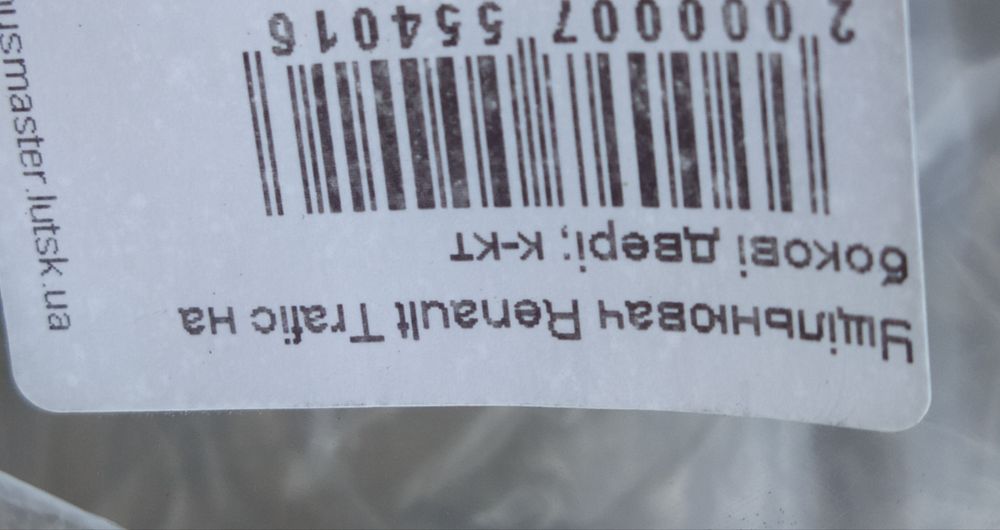 Ущільнювач Renault Trafic на
бокові двері; к-кт
2 000007 554016
usmaster.lutsk.ua